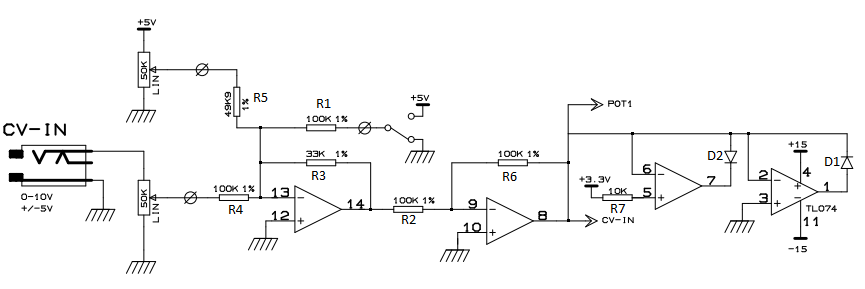 +5V
50K
LIN
49K9
1%
R5
R1
100K 1%
+5V
CV-IN
0-10V
+/-5V
50K
LIN
100K 1%
R4
33K 1%
R3
13
12
14
100K 1%
R2
100K 1%
R6
9
10
8
POT1
CV-IN
+3.3V
10K
R7
6
5
7
D2
+15
4
2
3
1
D1
TL074
11
-15